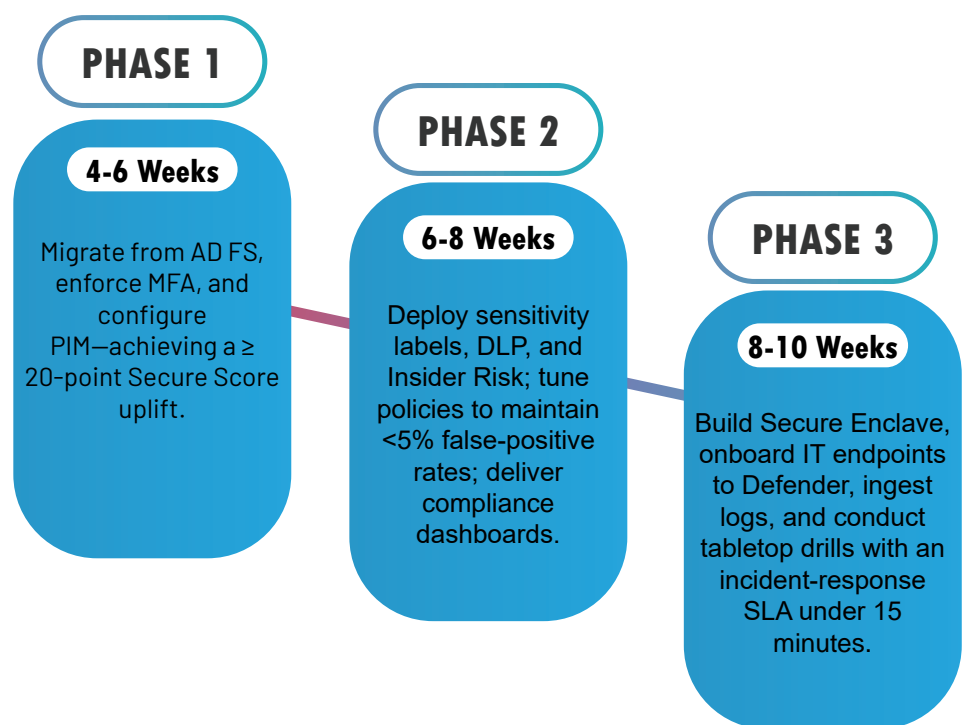 PHASE 1
4-6 Weeks
Migrate from AD FS,
enforce MFA, and
configure
PIM—achieving a ≥
20-point Secure Score
uplift.
PHASE 2
6-8 Weeks
Deploy sensitivity
labels, DLP, and
Insider Risk; tune
policies to maintain
<5% false-positive
rates; deliver
compliance
dashboards.
PHASE 3
8-10 Weeks
Build Secure Enclave,
onboard IT endpoints
to Defender, ingest
logs, and conduct
tabletop drills with an
incident-response
SLA under 15
minutes.